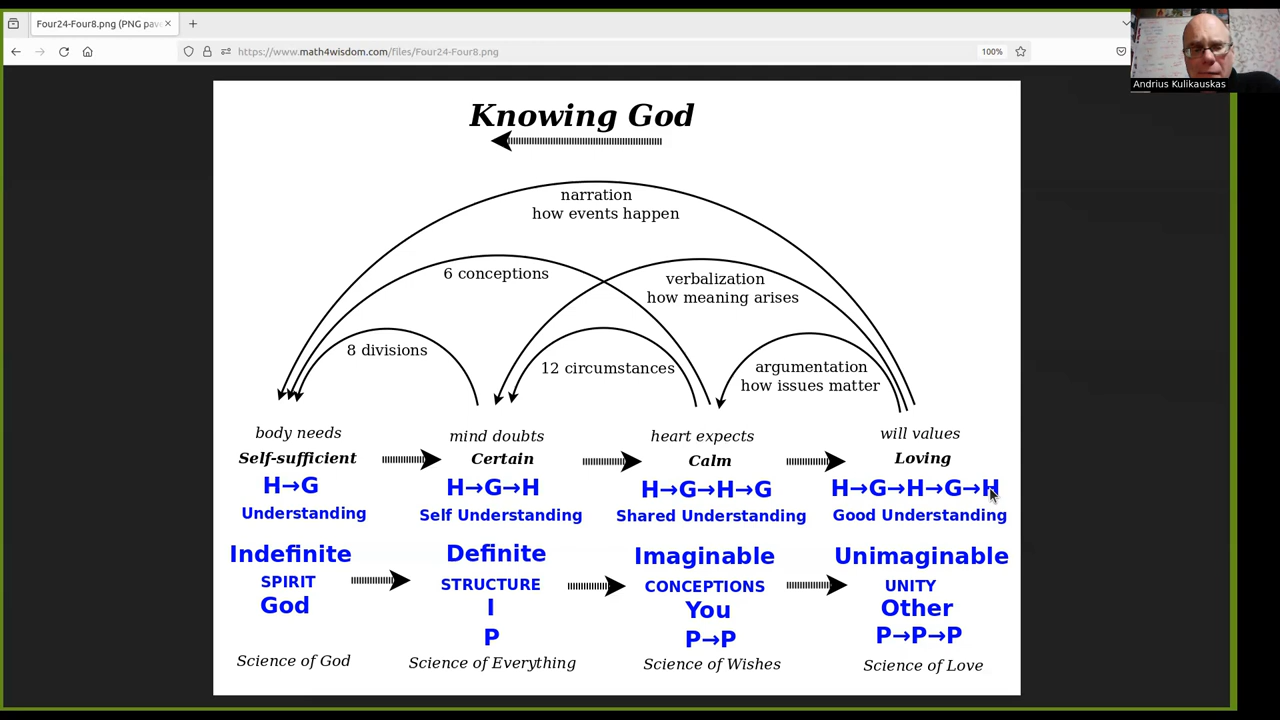 Four24-Four8.png (PNG pave
https://www.math4wisdom.com/files/Four24-Four8.png
100%
Andrius Kulikauskas
Knowing God
narration
how events happen
6 conceptions
verbalization
how meaning arises
8 divisions
12 circumstances
argumentation
how issues matter
body needs
mind doubts
heart expects
will values
Self-sufficient
Certain
Calm
Loving
H→G
H→G→H
H→G→H→G
H→G→H→G→H
Understanding
Self Understanding
Shared Understanding
Good Understanding
Indefinite
Definite
Imaginable
Unimaginable
SPIRIT
STRUCTURE
CONCEPTIONS
UNITY
God
I
You
Other
P
P→P
P→P→P
Science of God
Science of Everything
Science of Wishes
Science of Love